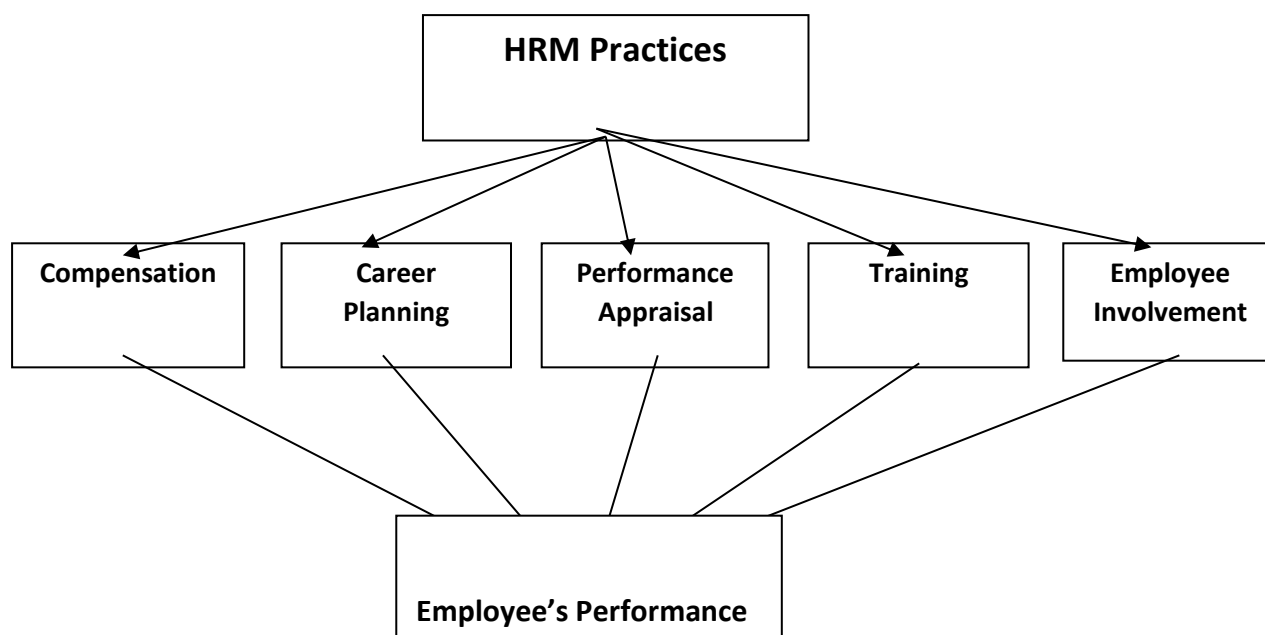 HRM Practices
Compensation
Career
Planning
Performance
Appraisal
Training
Employee
Involvement
Employee’s Performance